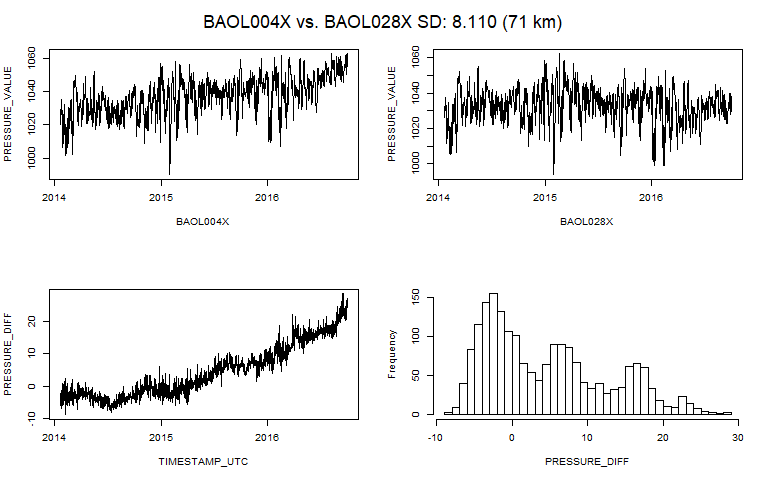 BAOL004X vs. BAOL028X SD: 8.110 (71 km)
PRESSURE_VALUE
1000 1020 1040 1060
2014 2015 2016
BAOL004X
PRESSURE_VALUE
1000 1020 1040 1060
2014 2015 2016
BAOL028X
PRESSURE_DIFF
-10 0 10 20
2014 2015 2016
TIMESTAMP_UTC
Frequency
0 50 100 150
-10 0 10 20 30
PRESSURE_DIFF